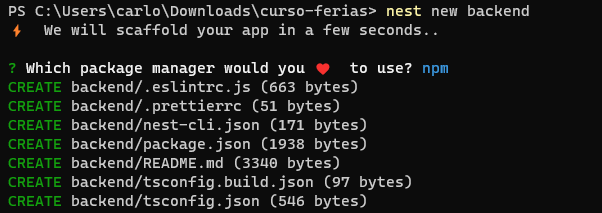 PS C:\Users\carlo\Downloads\curso-ferias> nest new backend
⚡  We will scaffold your app in a few seconds..
? Which package manager would you ❤️  to use? npm
CREATE backend/.eslintrc.js (663 bytes)
CREATE backend/.prettierrc (51 bytes)
CREATE backend/nest-cli.json (171 bytes)
CREATE backend/package.json (1938 bytes)
CREATE backend/README.md (3340 bytes)
CREATE backend/tsconfig.build.json (97 bytes)
CREATE backend/tsconfig.json (546 bytes)